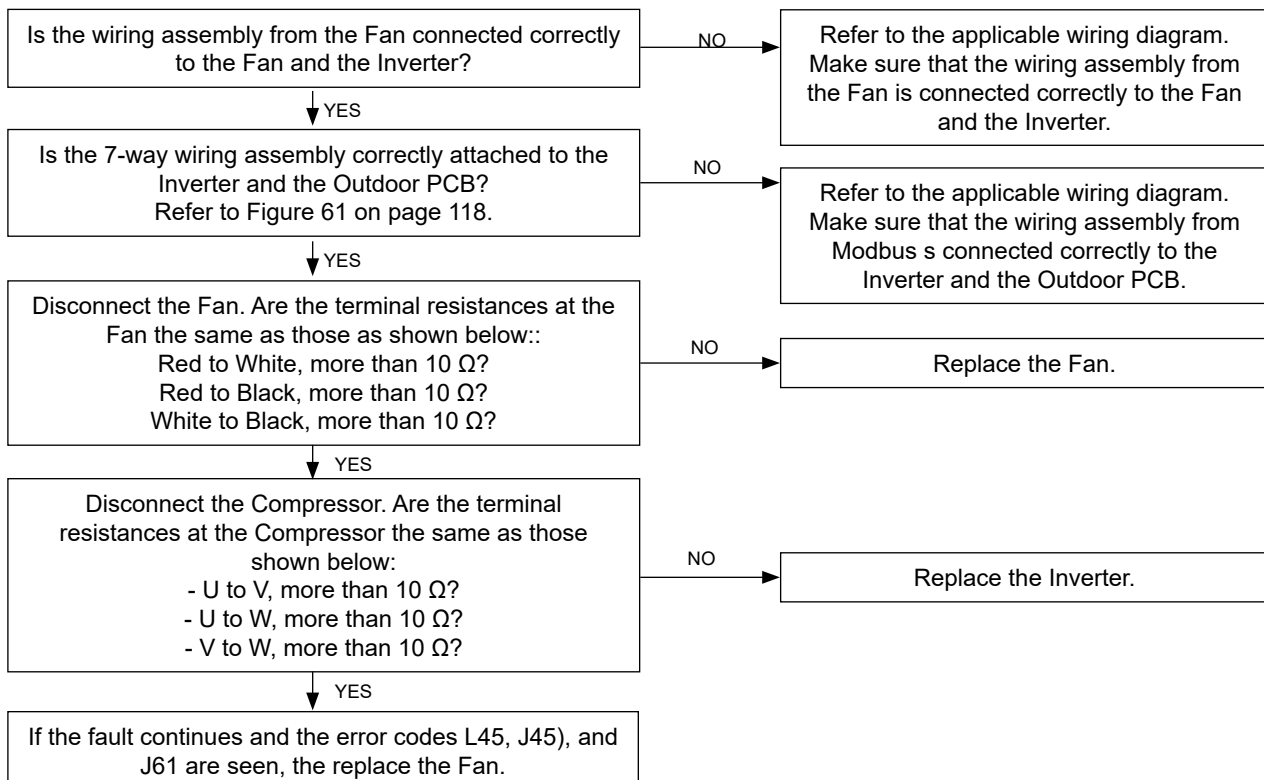 Is the wiring assembly from the Fan connected correctly
to the Fan and the Inverter?
NO
Refer to the applicable wiring diagram.
Make sure that the wiring assembly from
the Fan is connected correctly to the Fan
and the Inverter.
YES
Is the 7-way wiring assembly correctly attached to the
Inverter and the Outdoor PCB?
Refer to Figure 61 on page 118.
NO
Refer to the applicable wiring diagram.
Make sure that the wiring assembly from
Modbus s connected correctly to the
Inverter and the Outdoor PCB.
YES
Disconnect the Fan. Are the terminal resistances at the
Fan the same as those as shown below::
Red to White, more than 10 Ω?
Red to Black, more than 10 Ω?
White to Black, more than 10 Ω?
NO
Replace the Fan.
YES
Disconnect the Compressor. Are the terminal
resistances at the Compressor the same as those
shown below:
- U to V, more than 10 Ω?
- U to W, more than 10 Ω?
- V to W, more than 10 Ω?
NO
Replace the Inverter.
YES
If the fault continues and the error codes L45, J45), and
J61 are seen, the replace the Fan.